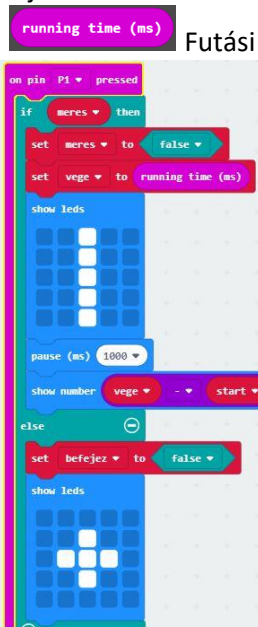 running time (ms) Futási
on pin P1 pressed
if meres then
set meres to false
set vege to running time (ms)
show leds
pause (ms) 1000
show number vege - start
else
set befejez to false
show leds